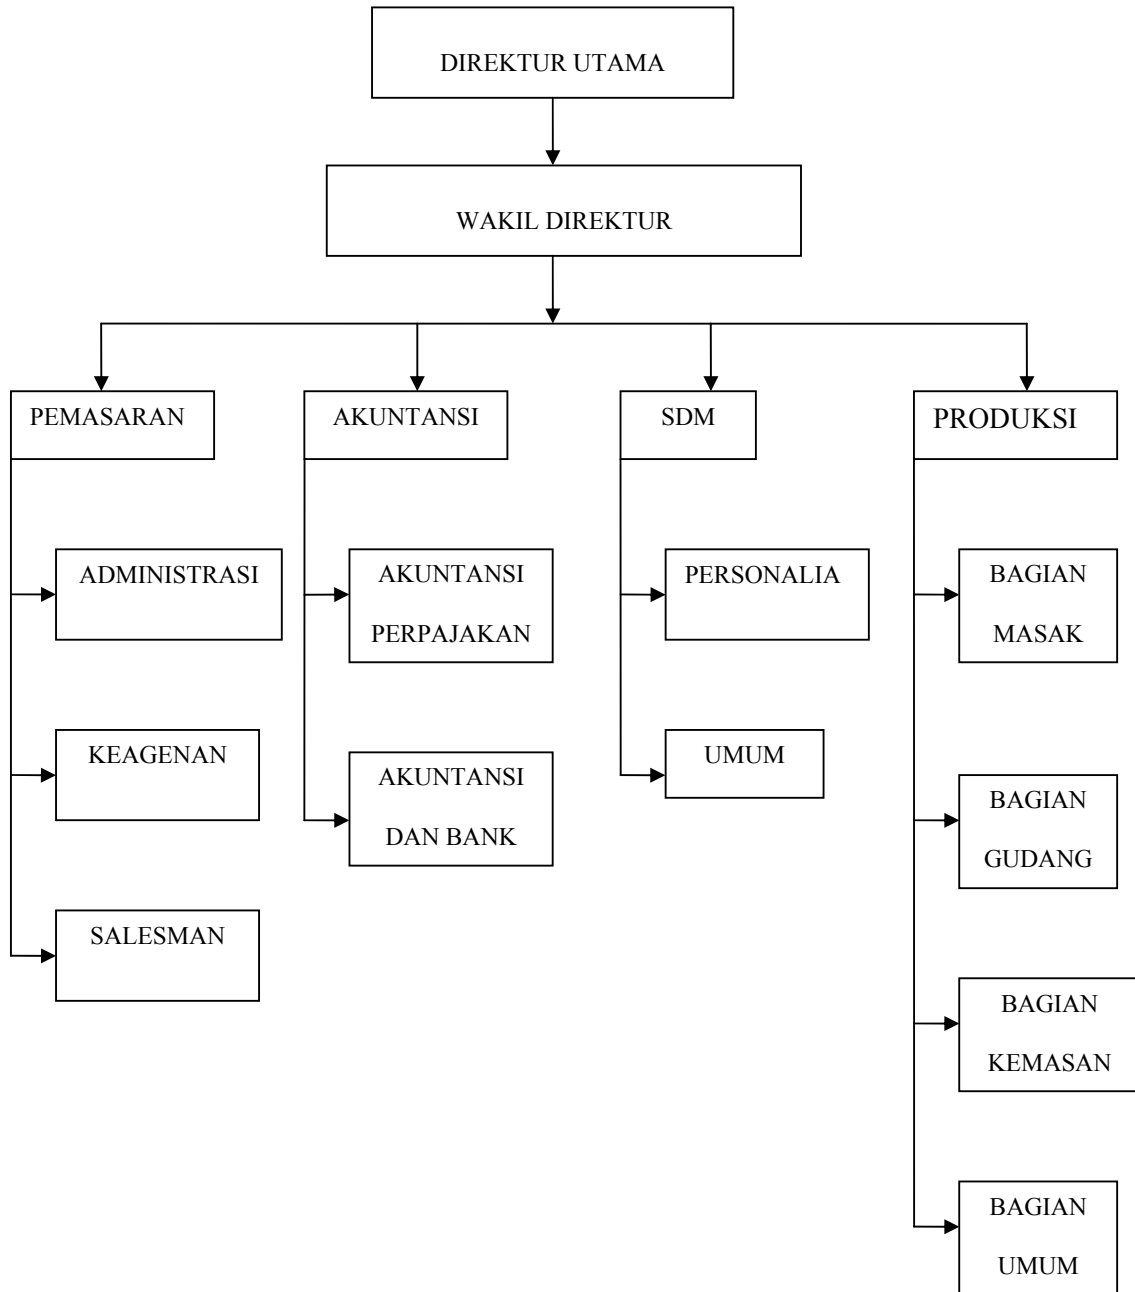 DIREKTUR UTAMA
WAKIL DIREKTUR
PEMASARAN
AKUNTANSI
SDM
PRODUKSI
ADMINISTRASI
AKUNTANSI
PERPAJAKAN
PERSONALIA
BAGIAN
MASAK
KEAGENAN
AKUNTANSI
DAN BANK
UMUM
BAGIAN
GUDANG
SALESMAN
BAGIAN
KEMASAN
BAGIAN
UMUM